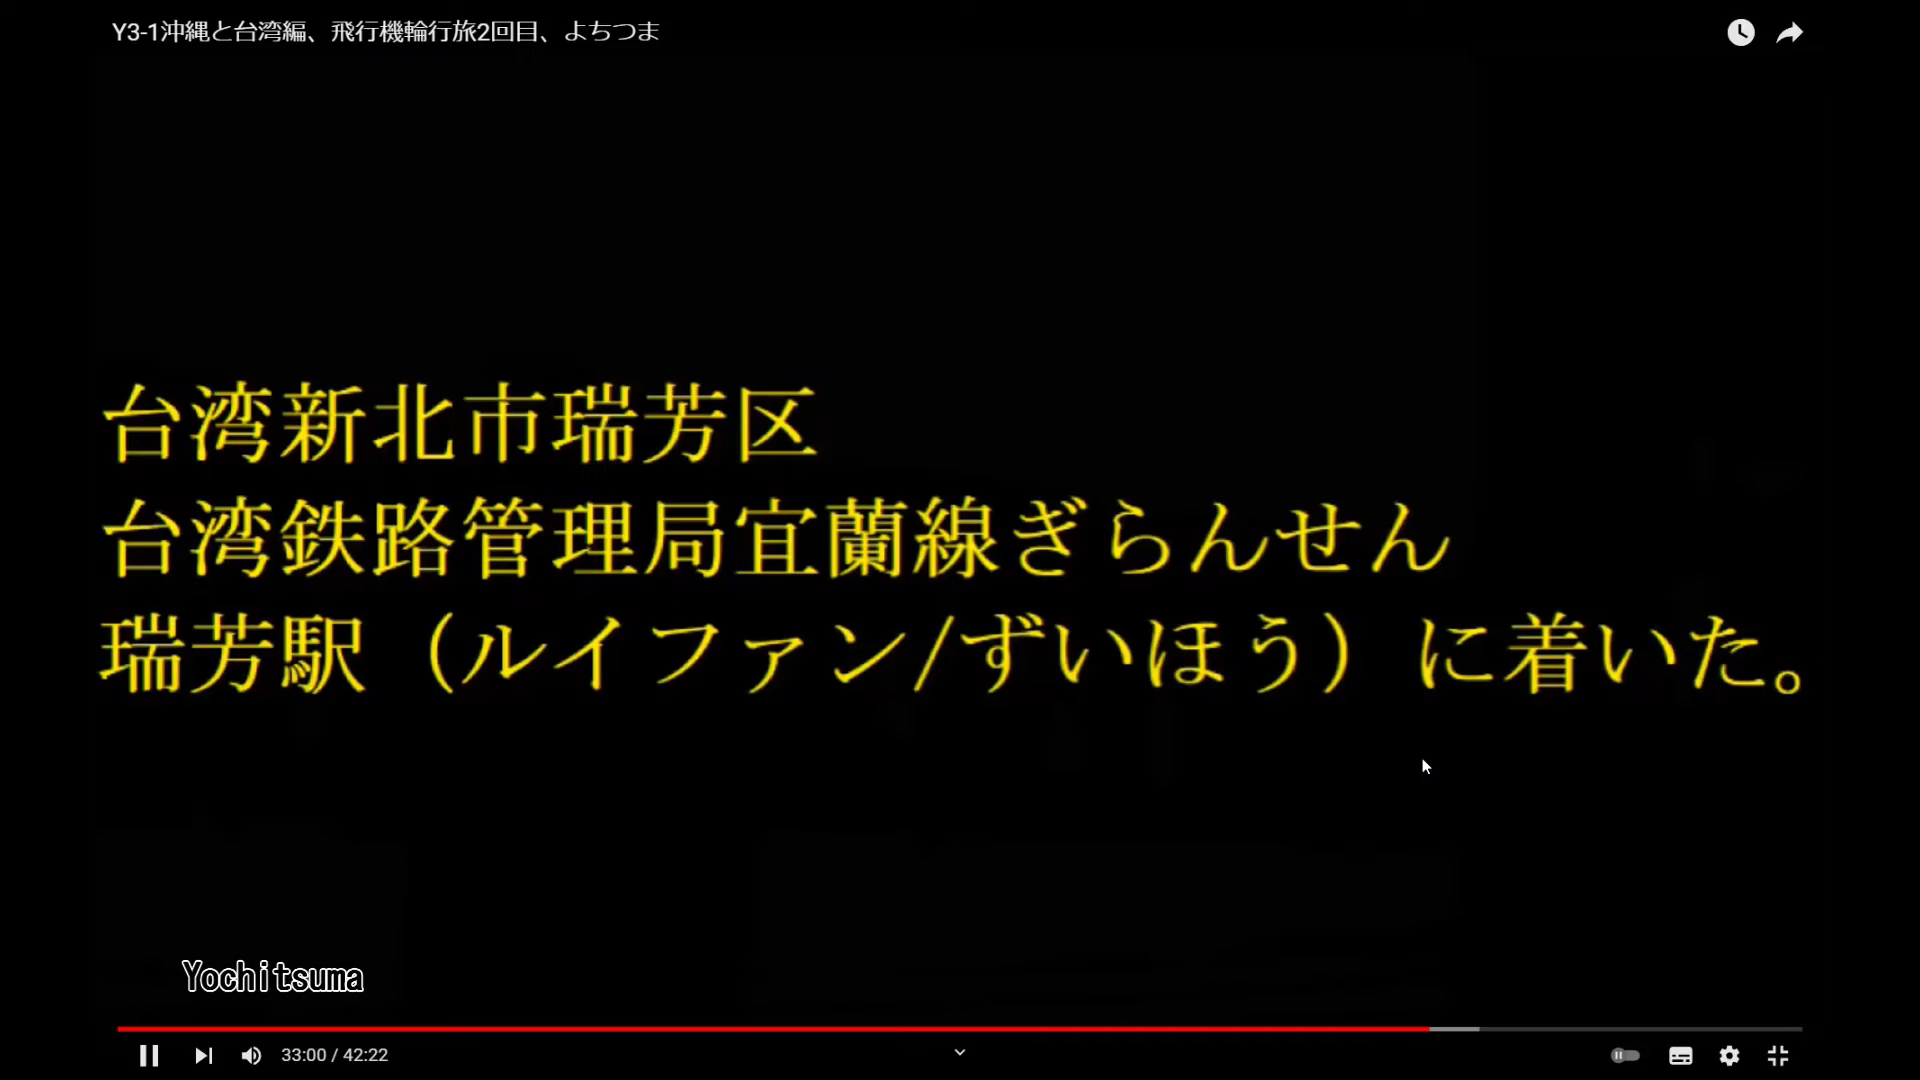 Y3-1沖縄と台湾編、飛行機輪行旅2回目、よちつま
台湾新北市瑞芳区
台湾鉄路管理局宜蘭線ぎらんせん
瑞芳駅（ルイファン/ずいほう）に着いた。
Yochitsuma
33:00 / 42:22